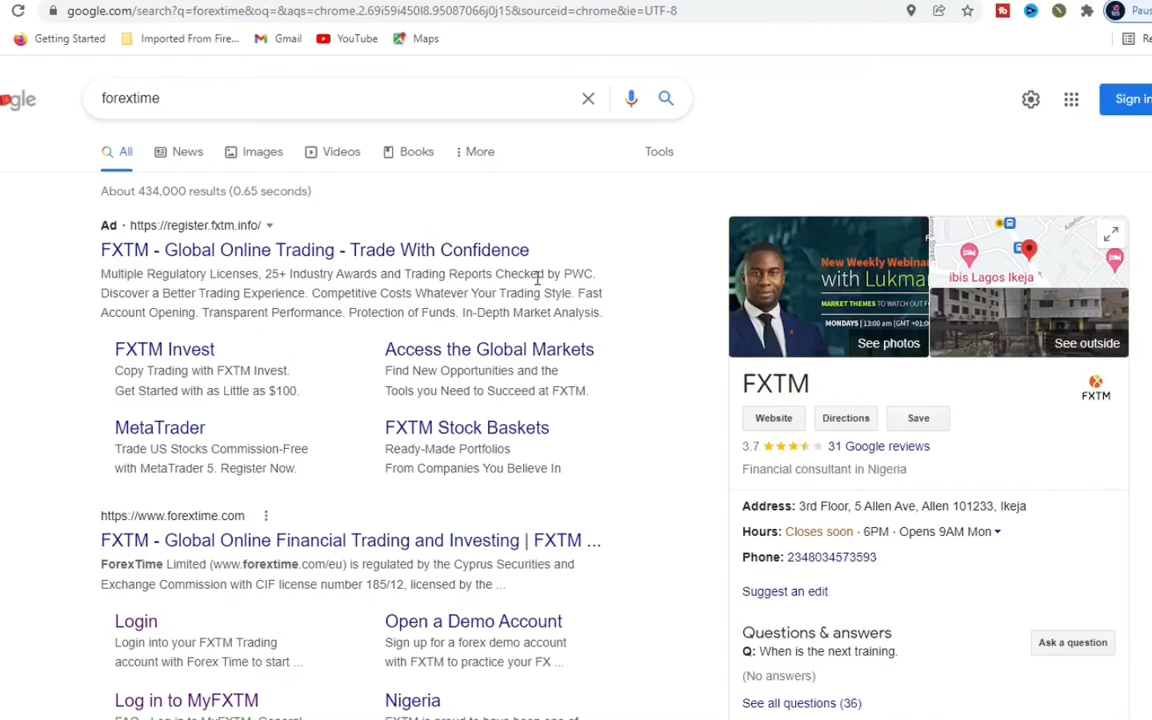 google.com/search?q=forextime&oq=&aqs=chrome.2.69i59i450l8.95087066j0j15&sourceid=chrome&ie=UTF-8
Getting Started Imported From Fire... Gmail YouTube Maps
forextime
Sign in
All News Images Videos Books More Tools
About 434,000 results (0.65 seconds)
Ad · https://register.fxtm.info/
FXTM - Global Online Trading - Trade With Confidence
Multiple Regulatory Licenses, 25+ Industry Awards and Trading Reports Checked by PWC.
Discover a Better Trading Experience. Competitive Costs Whatever Your Trading Style. Fast
Account Opening. Transparent Performance. Protection of Funds. In-Depth Market Analysis.
FXTM Invest
Copy Trading with FXTM Invest.
Get Started with as Little as $100.
Access the Global Markets
Find New Opportunities and the
Tools you Need to Succeed at FXTM.
MetaTrader
Trade US Stocks Commission-Free
with MetaTrader 5. Register Now.
FXTM Stock Baskets
Ready-Made Portfolios
From Companies You Believe In
https://www.forextime.com
FXTM - Global Online Financial Trading and Investing | FXTM ...
ForexTime Limited (www.forextime.com/eu) is regulated by the Cyprus Securities and
Exchange Commission with CIF license number 185/12, licensed by the ...
Login
Login into your FXTM Trading
account with Forex Time to start ...
Open a Demo Account
Sign up for a forex demo account
with FXTM to practice your FX ...
Log in to MyFXTM
Nigeria
New Weekly Webinar
with Lukman
MARKET THEMES TO WATCH OUT F
MONDAYS | 13:00 am (GMT +01:0
See photos
ibis Lagos Ikeja
See outside
FXTM
FXTM
Website Directions Save
3.7 31 Google reviews
Financial consultant in Nigeria
Address: 3rd Floor, 5 Allen Ave, Allen 101233, Ikeja
Hours: Closes soon · 6PM · Opens 9AM Mon
Phone: 2348034573593
Suggest an edit
Questions & answers
Ask a question
Q: When is the next training.
(No answers)
See all questions (36)